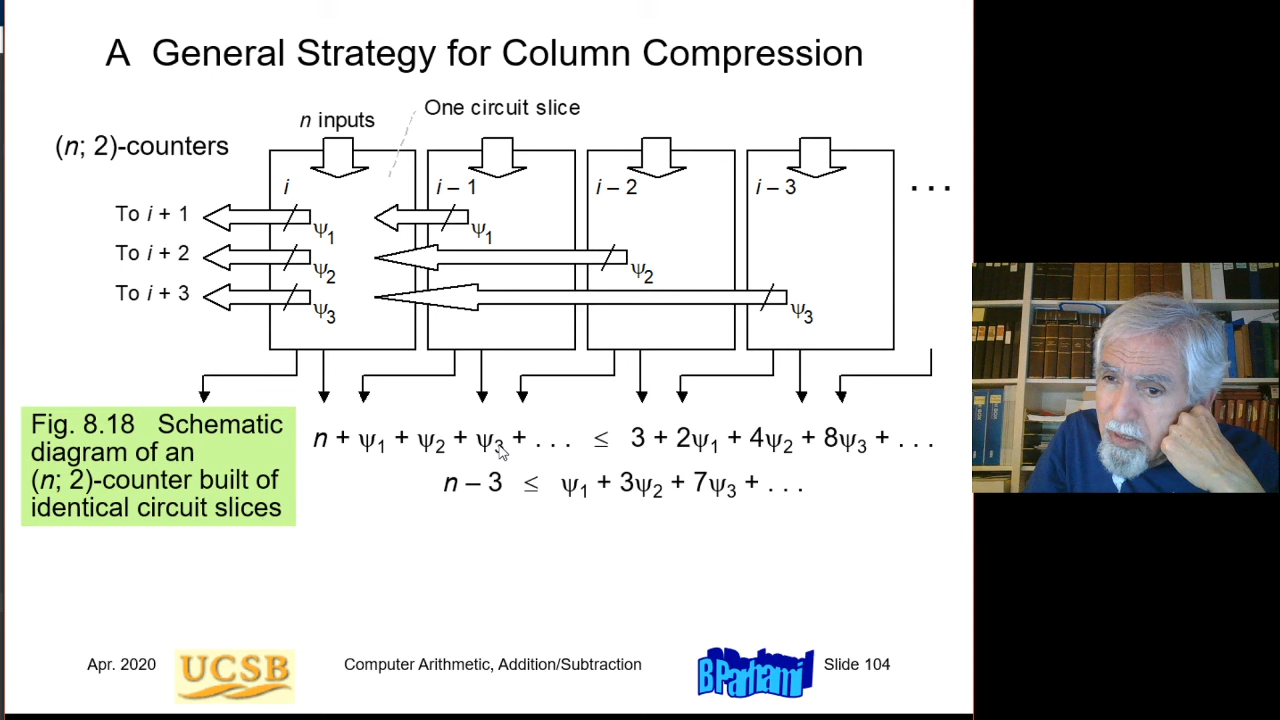 A General Strategy for Column Compression
One circuit slice
n inputs
(n; 2)-counters
i
i – 1
i – 2
i – 3
. . .
To i + 1
ψ1
ψ1
To i + 2
ψ2
ψ2
To i + 3
ψ3
ψ3
Fig. 8.18 Schematic
diagram of an
(n; 2)-counter built of
identical circuit slices
n + ψ1 + ψ2 + ψ3 + . . . ≤ 3 + 2ψ1 + 4ψ2 + 8ψ3 + . . .
n – 3 ≤ ψ1 + 3ψ2 + 7ψ3 + . . .
Apr. 2020
UCSB
Computer Arithmetic, Addition/Subtraction
B Parhami
Slide 104